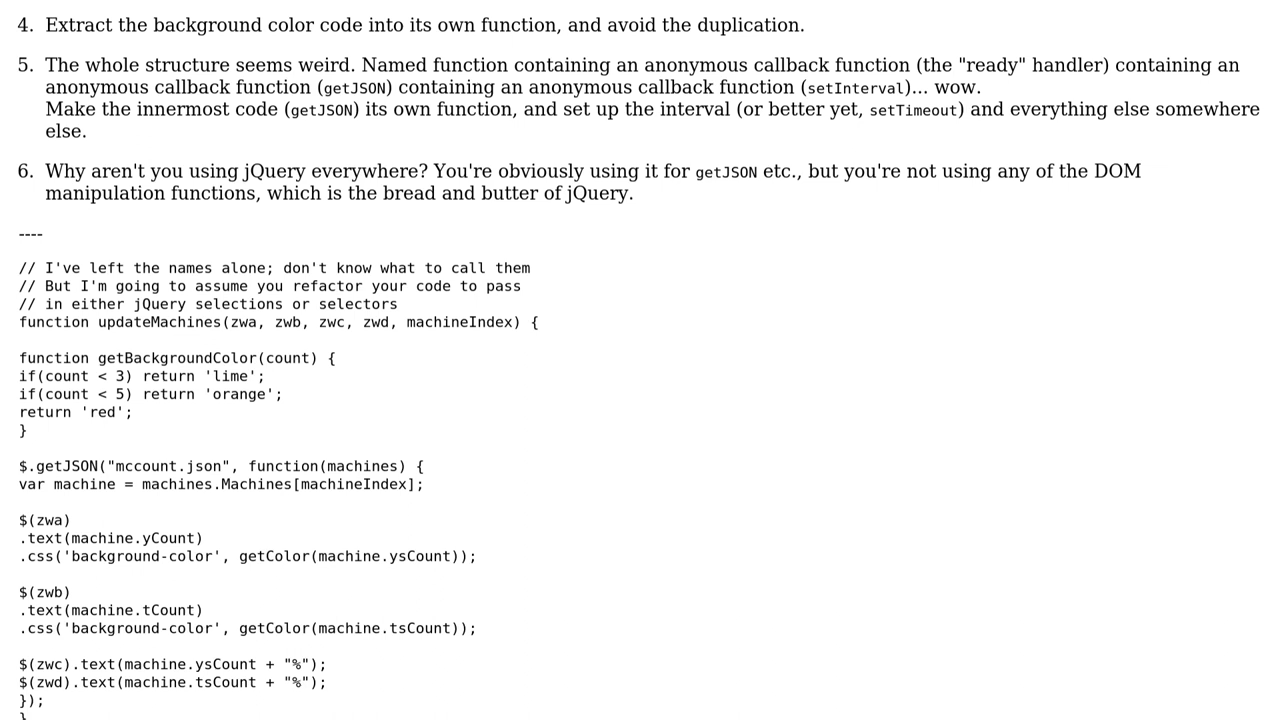 4. Extract the background color code into its own function, and avoid the duplication.
5. The whole structure seems weird. Named function containing an anonymous callback function (the "ready" handler) containing an
anonymous callback function (getJSON) containing an anonymous callback function (setInterval)... wow.
Make the innermost code (getJSON) its own function, and set up the interval (or better yet, setTimeout) and everything else somewhere
else.
6. Why aren't you using jQuery everywhere? You're obviously using it for getJSON etc., but you're not using any of the DOM
manipulation functions, which is the bread and butter of jQuery.
----
// I've left the names alone; don't know what to call them
// But I'm going to assume you refactor your code to pass
// in either jQuery selections or selectors
function updateMachines(zwa, zwb, zwc, zwd, machineIndex) {
function getBackgroundColor(count) {
if(count < 3) return 'lime';
if(count < 5) return 'orange';
return 'red';
}
$.getJSON("mccount.json", function(machines) {
var machine = machines.Machines[machineIndex];
$(zwa)
.text(machine.yCount)
.css('background-color', getColor(machine.ysCount));
$(zwb)
.text(machine.tCount)
.css('background-color', getColor(machine.tsCount));
$(zwc).text(machine.ysCount + "%");
$(zwd).text(machine.tsCount + "%");
});
}